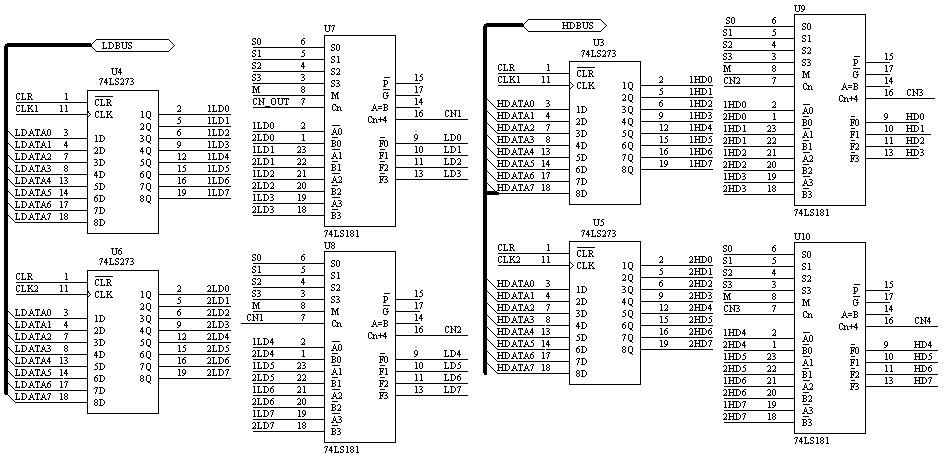 LDBUS
U4
74LS273
CLR 1 CLR
CLK1 11 CLK
1Q 2 1LD0
2Q 5 1LD1
LDATA0 3 1D 3Q 6 1LD2
LDATA1 4 2D 4Q 9 1LD3
LDATA2 7 3D 5Q 12 1LD4
LDATA3 8 4D 6Q 15 1LD5
LDATA4 13 5D 7Q 16 1LD6
LDATA5 14 6D 8Q 19 1LD7
LDATA6 17 7D
LDATA7 18 8D
U6
74LS273
CLR 1 CLR
CLK2 11 CLK
1Q 2 2LD0
2Q 5 2LD1
LDATA0 3 1D 3Q 6 2LD2
LDATA1 4 2D 4Q 9 2LD3
LDATA2 7 3D 5Q 12 2LD4
LDATA3 8 4D 6Q 15 2LD5
LDATA4 13 5D 7Q 16 2LD6
LDATA5 14 6D 8Q 19 2LD7
LDATA6 17 7D
LDATA7 18 8D
U7
S0 6 S0
S1 5 S1
S2 4 S2 P 15
S3 3 S3 G 17
M 8 M A=B 14
CN_OUT 7 Cn Cn+4 16 CN1
1LD0 2 A0
2LD0 1 B0 F0 9 LD0
1LD1 23 A1 F1 10 LD1
2LD1 22 B1 F2 11 LD2
1LD2 21 A2 F3 13 LD3
2LD2 20 B2
1LD3 19 A3
2LD3 18 B3
74LS181
U8
S0 6 S0
S1 5 S1
S2 4 S2 P 15
S3 3 S3 G 17
M 8 M A=B 14
CN1 7 Cn Cn+4 16 CN2
1LD4 2 A0
2LD4 1 B0 F0 9 LD4
1LD5 23 A1 F1 10 LD5
2LD5 22 B1 F2 11 LD6
1LD6 21 A2 F3 13 LD7
2LD6 20 B2
1LD7 19 A3
2LD7 18 B3
74LS181
HDBUS
U3
74LS273
CLR 1 CLR
CLK1 11 CLK
1Q 2 1HD0
2Q 5 1HD1
HDATA0 3 1D 3Q 6 1HD2
HDATA1 4 2D 4Q 9 1HD3
HDATA2 7 3D 5Q 12 1HD4
HDATA3 8 4D 6Q 15 1HD5
HDATA4 13 5D 7Q 16 1HD6
HDATA5 14 6D 8Q 19 1HD7
HDATA6 17 7D
HDATA7 18 8D
U5
74LS273
CLR 1 CLR
CLK2 11 CLK
1Q 2 2HD0
2Q 5 2HD1
HDATA0 3 1D 3Q 6 2HD2
HDATA1 4 2D 4Q 9 2HD3
HDATA2 7 3D 5Q 12 2HD4
HDATA3 8 4D 6Q 15 2HD5
HDATA4 13 5D 7Q 16 2HD6
HDATA5 14 6D 8Q 19 2HD7
HDATA6 17 7D
HDATA7 18 8D
U9
S0 6 S0
S1 5 S1
S2 4 S2 P 15
S3 3 S3 G 17
M 8 M A=B 14
CN2 7 Cn Cn+4 16 CN3
1HD0 2 A0
2HD0 1 B0 F0 9 HD0
1HD1 23 A1 F1 10 HD1
2HD1 22 B1 F2 11 HD2
1HD2 21 A2 F3 13 HD3
2HD2 20 B2
1HD3 19 A3
2HD3 18 B3
74LS181
U10
S0 6 S0
S1 5 S1
S2 4 S2 P 15
S3 3 S3 G 17
M 8 M A=B 14
CN3 7 Cn Cn+4 16 CN4
1HD4 2 A0
2HD4 1 B0 F0 9 HD4
1HD5 23 A1 F1 10 HD5
2HD5 22 B1 F2 11 HD6
1HD6 21 A2 F3 13 HD7
2HD6 20 B2
1HD7 19 A3
2HD7 18 B3
74LS181